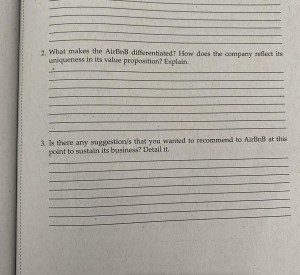 2. What makes the AirBnB differentiated? How does the company reflect its
uniqueness in its value proposition? Explain.
3. Is there any suggestion/s that you wanted to recommend to AirBnB at this
point to sustain its business? Detail it.